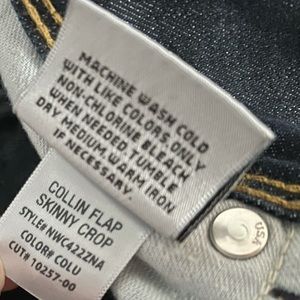 MACHINE WASH COLD
WITH LIKE COLORS ONLY
NON-CHLORINE BLEACH
WHEN NEEDED. TUMBLE
DRY MEDIUM. WARM IRON
IF NECESSARY.
COLLIN FLAP
SKINNY CROP
STYLE# NWC422ZNA
COLOR# COLU
CUT# 10257-00
USA